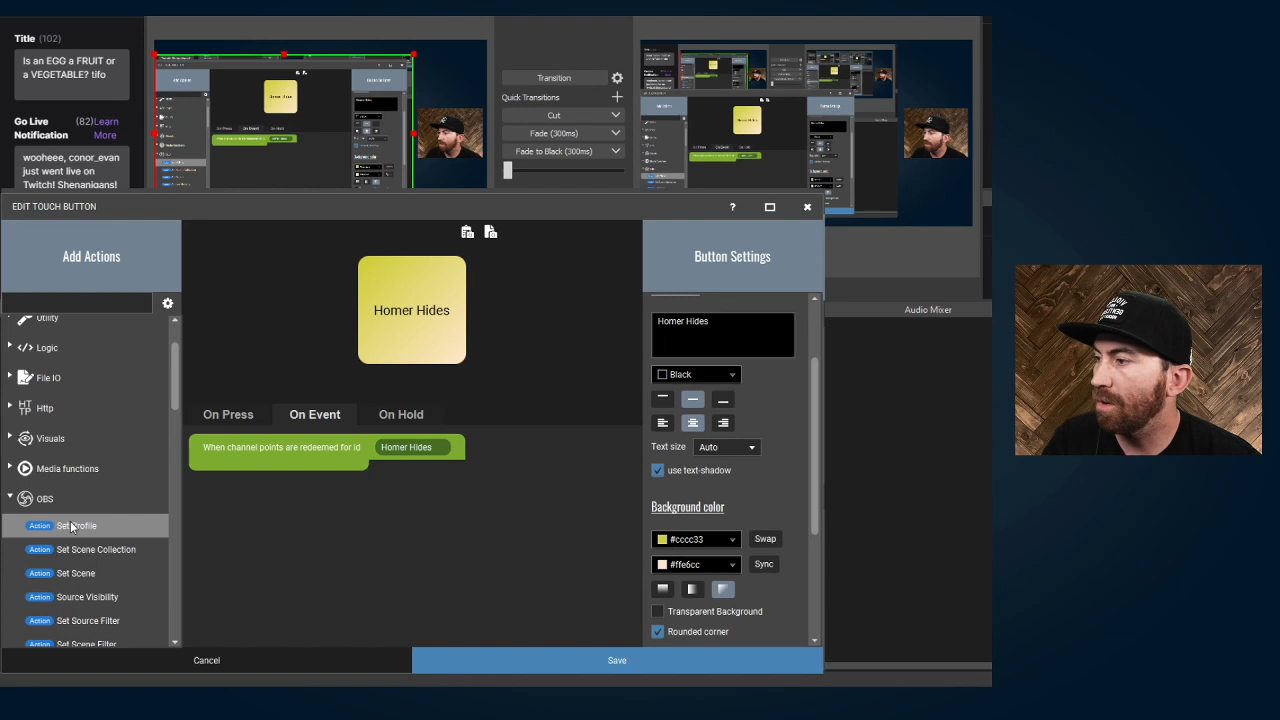 Title (102)
Is an EGG a FRUIT or
a VEGETABLE? tifo
Go Live (82)Learn
Notification More
wooheee, conor_evan
just went live on
Twitch! Shenanigans!
Transition
Quick Transitions
Cut
Fade (300ms)
Fade to Black (300ms)
EDIT TOUCH BUTTON
?
Add Actions
Button Settings
Homer Hides
Utility
Logic
File IO
Http
Visuals
Media functions
OBS
Action Set Profile
Action Set Scene Collection
Action Set Scene
Action Source Visibility
Action Set Source Filter
Action Set Scene Filter
On Press On Event On Hold
When channel points are redeemed for id Homer Hides
Homer Hides
Black
Text size Auto
use text-shadow
Background color
#cccc33 Swap
#ffe6cc Sync
Transparent Background
Rounded corner
Cancel
Save
Audio Mixer